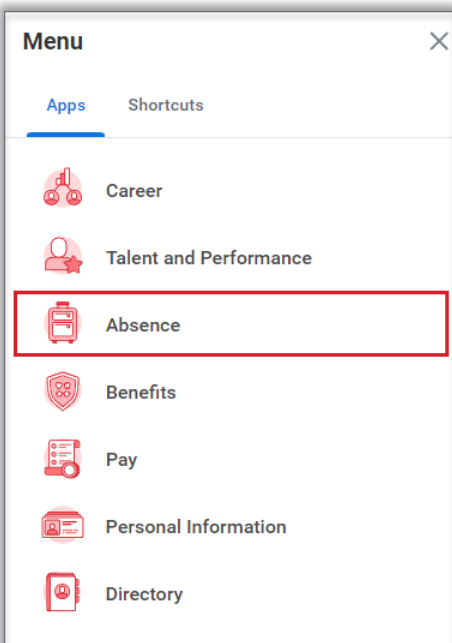 Menu
Apps Shortcuts
Career
Talent and Performance
Absence
Benefits
Pay
Personal Information
Directory